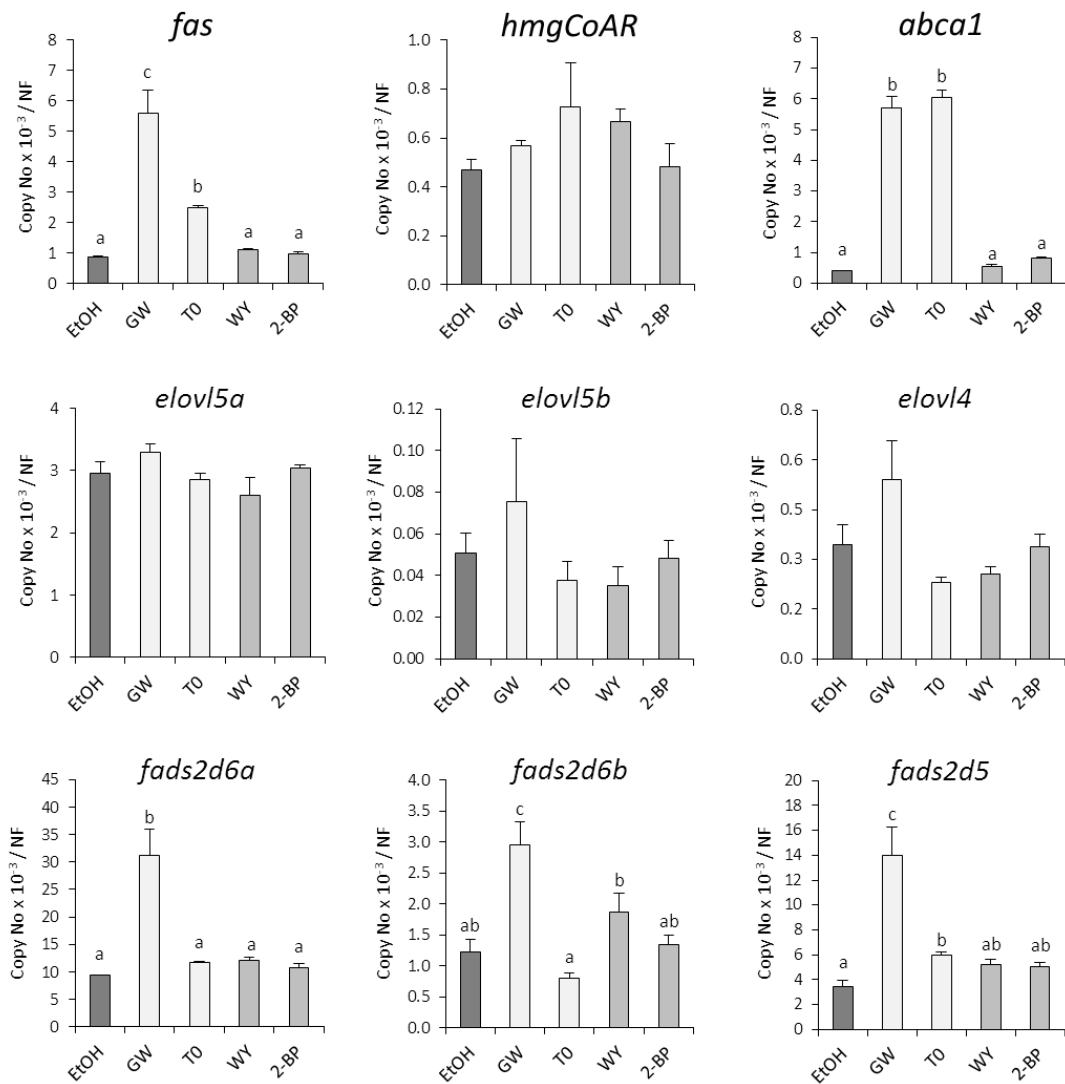 fas
Copy No x 10⁻³ / NF
8
7
6
5
4
3
2
1
0
a
c
b
a
a
EtOH
GW
T0
WY
2-BP
hmgCoAR
Copy No x 10⁻³ / NF
1.0
0.8
0.6
0.4
0.2
0.0
EtOH
GW
T0
WY
2-BP
abca1
Copy No x 10⁻³ / NF
8
7
6
5
4
3
2
1
0
a
b
b
a
a
EtOH
GW
T0
WY
2-BP
elovl5a
Copy No x 10⁻³ / NF
4
3
2
1
0
EtOH
GW
T0
WY
2-BP
elovl5b
Copy No x 10⁻³ / NF
0.12
0.10
0.08
0.06
0.04
0.02
0.00
EtOH
GW
T0
WY
2-BP
elovl4
Copy No x 10⁻³ / NF
0.8
0.6
0.5
0.3
0.2
0.0
EtOH
GW
T0
WY
2-BP
fads2d6a
Copy No x 10⁻³ / NF
45
40
35
30
25
20
15
10
5
0
a
b
a
a
a
EtOH
GW
T0
WY
2-BP
fads2d6b
Copy No x 10⁻³ / NF
4.0
3.5
3.0
2.5
2.0
1.5
1.0
0.5
0.0
ab
c
a
b
ab
EtOH
GW
T0
WY
2-BP
fads2d5
Copy No x 10⁻³ / NF
20
18
16
14
12
10
8
6
4
2
0
a
c
b
ab
ab
EtOH
GW
T0
WY
2-BP